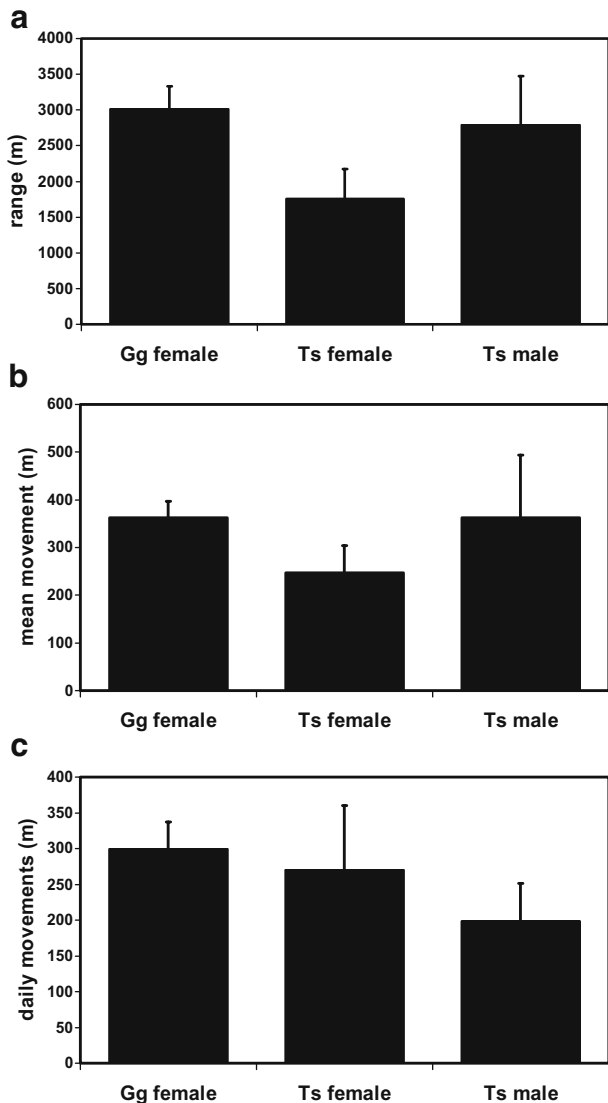 a
range (m)
4000
3500
3000
2500
2000
1500
1000
500
0
Gg female Ts female Ts male
b
mean movement (m)
600
500
400
300
200
100
0
Gg female Ts female Ts male
c
daily movements (m)
400
350
300
250
200
150
100
50
0
Gg female Ts female Ts male